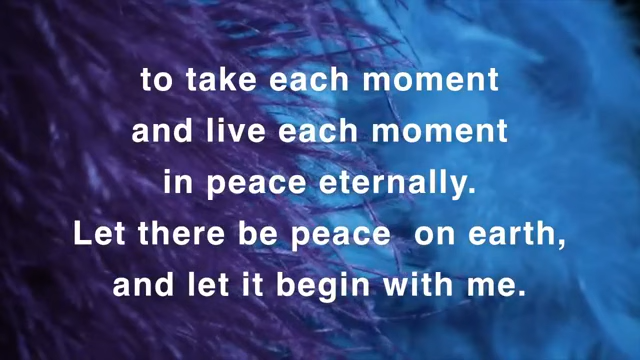 to take each moment
and live each moment
in peace eternally.
Let there be peace  on earth,
and let it begin with me.